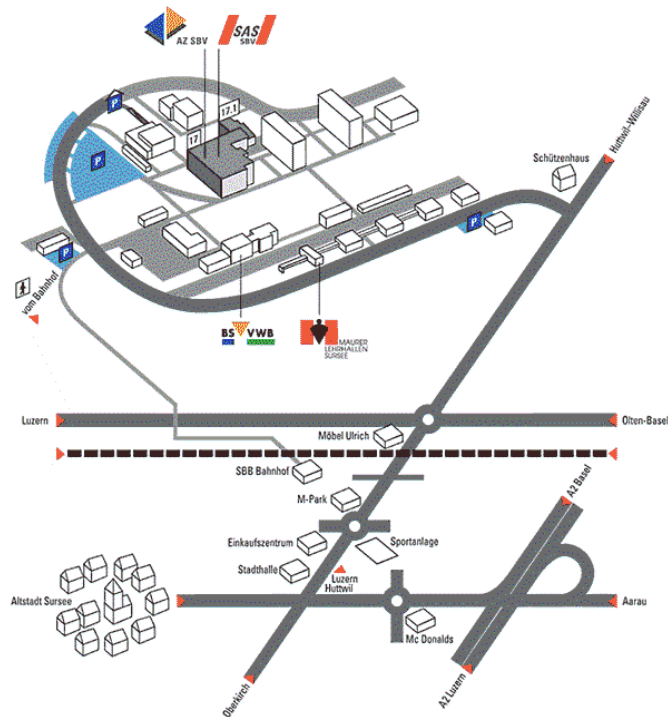 AZ SBV
SAS
SBV
17.1
17
P
P
P
P
Schützenhaus
Huttwil-Willisau
vom Bahnhof
BS VWB
MAURER
LEHRHALLEN
SURSEE
Luzern
Olten-Basel
Möbel Ulrich
SBB Bahnhof
A2 Basel
M-Park
Einkaufszentrum
Sportanlage
Stadthalle
Luzern
Huttwil
Altstadt Sursee
Aarau
Mc Donalds
Oberkirch
A2 Luzern